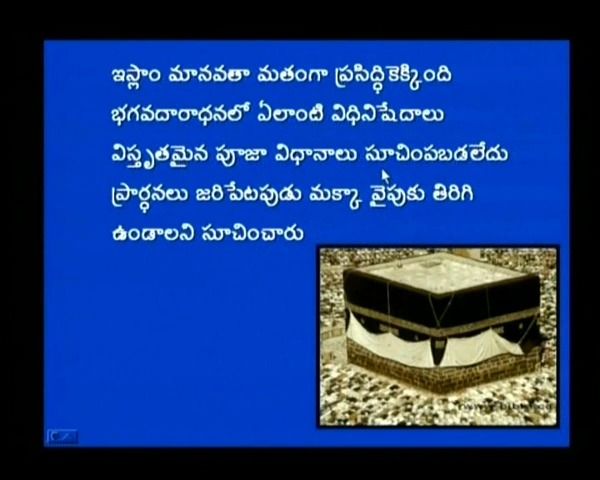 ఇస్లాం మానవతా మతంగా ప్రసిద్ధికెక్కింది
భగవదారాధనలో ఏలాంటి విధినిషేదాలు
విస్తృతమైన పూజా విధానాలు సూచింపబడలేదు
ప్రార్ధనలు జరిపేటపుడు మక్కా వైపుకు తిరిగి
ఉండాలని సూచించారు